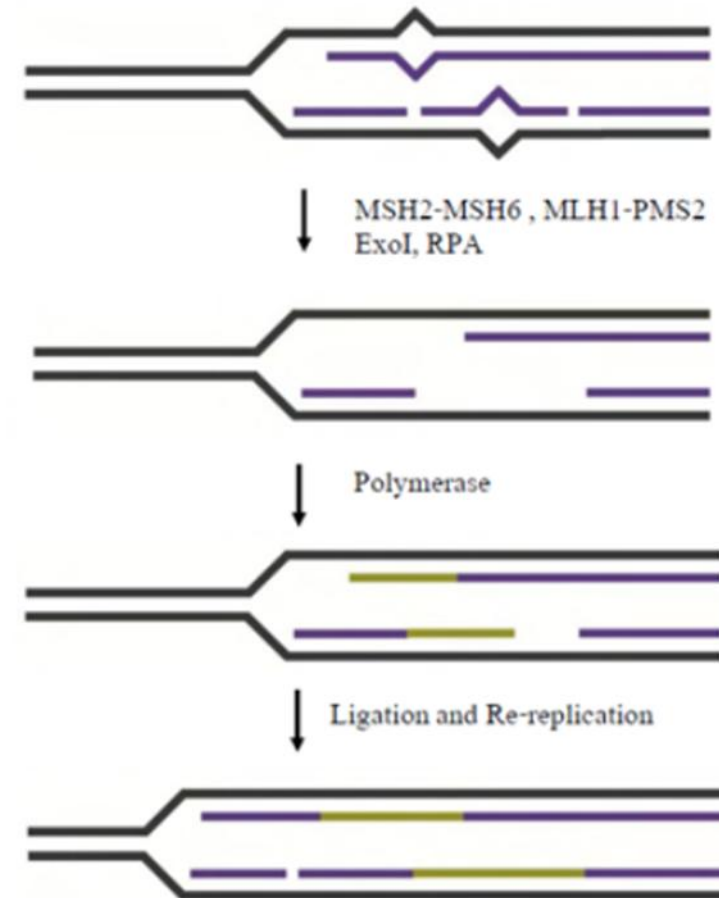 MSH2-MSH6 , MLH1-PMS2
ExoI, RPA
Polymerase
Ligation and Re-replication